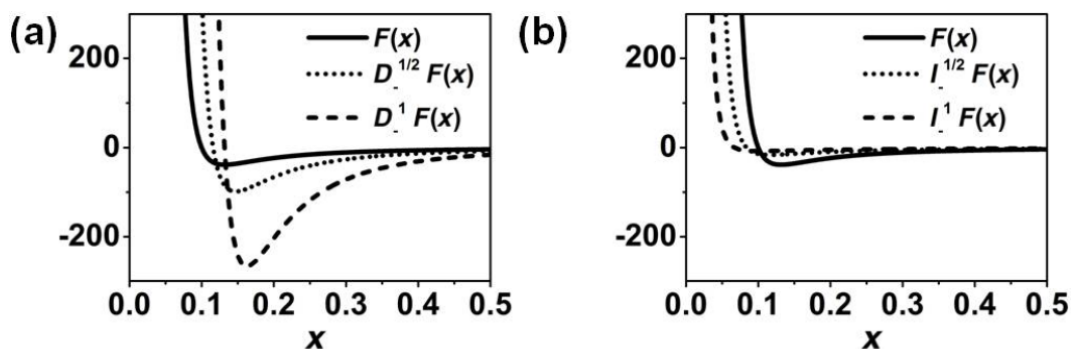 (a)
200
0
-200
0.0 0.1 0.2 0.3 0.4 0.5
x
F(x)
D_^{1/2} F(x)
D_^1 F(x)
(b)
200
0
-200
0.0 0.1 0.2 0.3 0.4 0.5
x
F(x)
I_^{1/2} F(x)
I_^1 F(x)